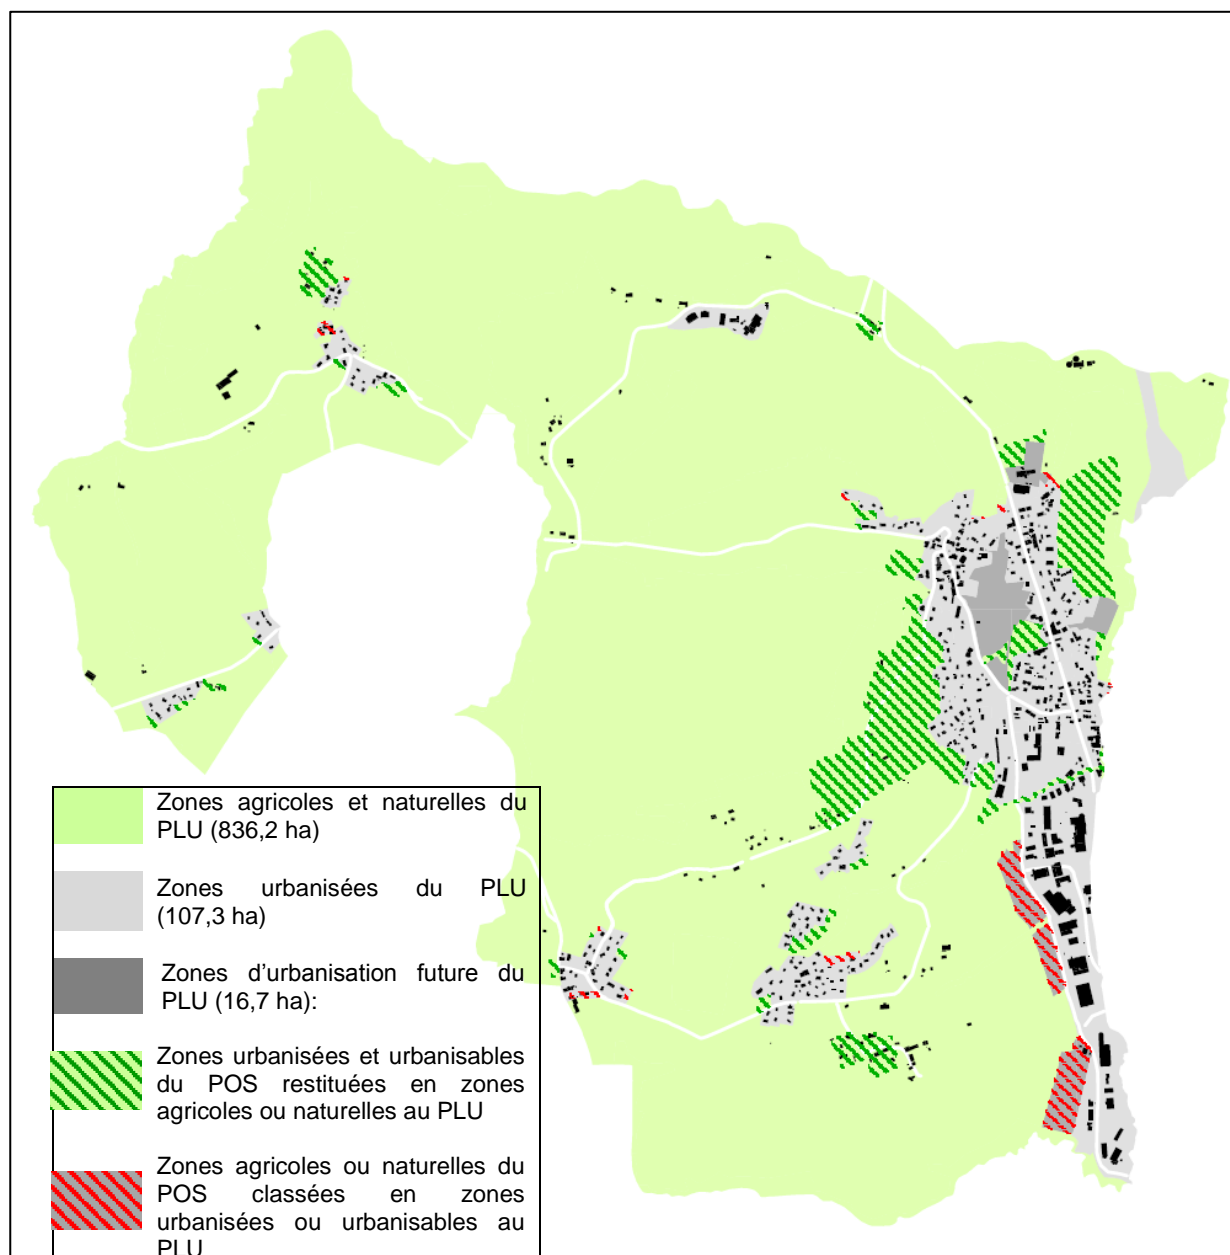 Zones agricoles et naturelles du
PLU (836,2 ha)
Zones urbanisées du PLU
(107,3 ha)
Zones d’urbanisation future du
PLU (16,7 ha):
Zones urbanisées et urbanisables
du POS restituées en zones
agricoles ou naturelles au PLU
Zones agricoles ou naturelles du
POS classées en zones
urbanisées ou urbanisables au
PLU